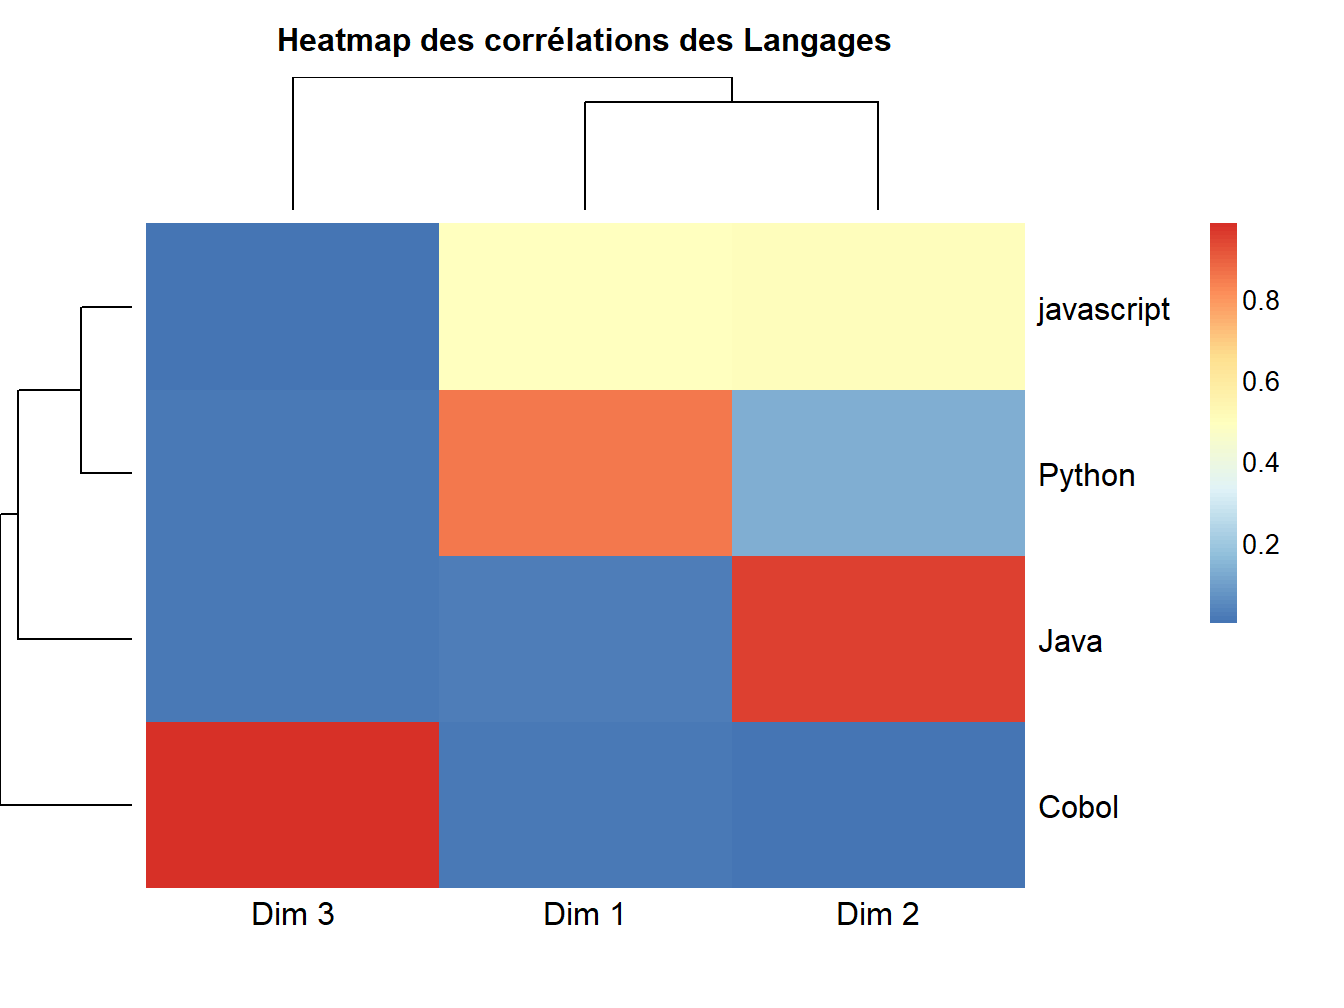 Heatmap des corrélations des Langages
javascript
Python
Java
Cobol
0.8
0.6
0.4
0.2
Dim 3 Dim 1 Dim 2